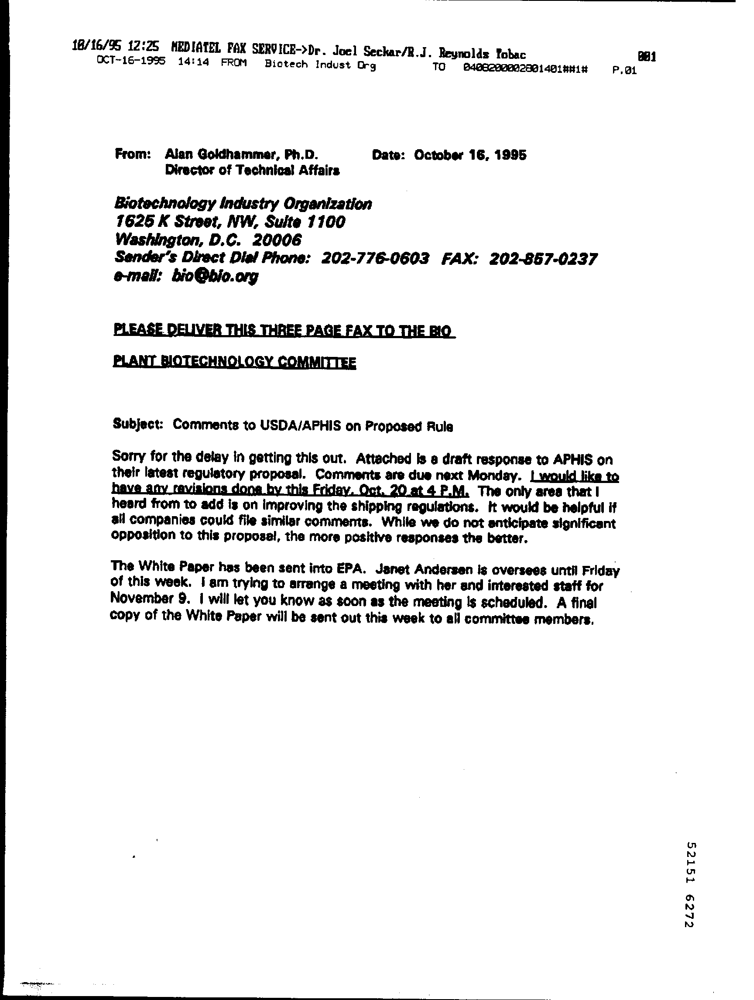 10/16/95 12:25 MEDIATEL FAX SERVICE->Dr. Joel Seckar/R.J. Reynolds Tobac 001
OCT-16-1995 14:14 FROM Biotech Indust Org TO 0408200002801401##1# P.01
From: Alan Goldhammer, Ph.D. Date: October 16, 1995
Director of Technical Affairs
Biotechnology Industry Organization
1625 K Street, NW, Suite 1100
Washington, D.C. 20006
Sender's Direct Dial Phone: 202-776-0603 FAX: 202-857-0237
e-mail: bio@bio.org
PLEASE DELIVER THIS THREE PAGE FAX TO THE BIO
PLANT BIOTECHNOLOGY COMMITTEE
Subject: Comments to USDA/APHIS on Proposed Rule
Sorry for the delay in getting this out. Attached is a draft response to APHIS on
their latest regulatory proposal. Comments are due next Monday. I would like to
have any revisions done by this Friday, Oct. 20 at 4 P.M. The only area that I
heard from to add is on improving the shipping regulations. It would be helpful if
all companies could file similar comments. While we do not anticipate significant
opposition to this proposal, the more positive responses the better.
The White Paper has been sent into EPA. Janet Andersen is oversees until Friday
of this week. I am trying to arrange a meeting with her and interested staff for
November 9. I will let you know as soon as the meeting is scheduled. A final
copy of the White Paper will be sent out this week to all committee members.
52151 6272